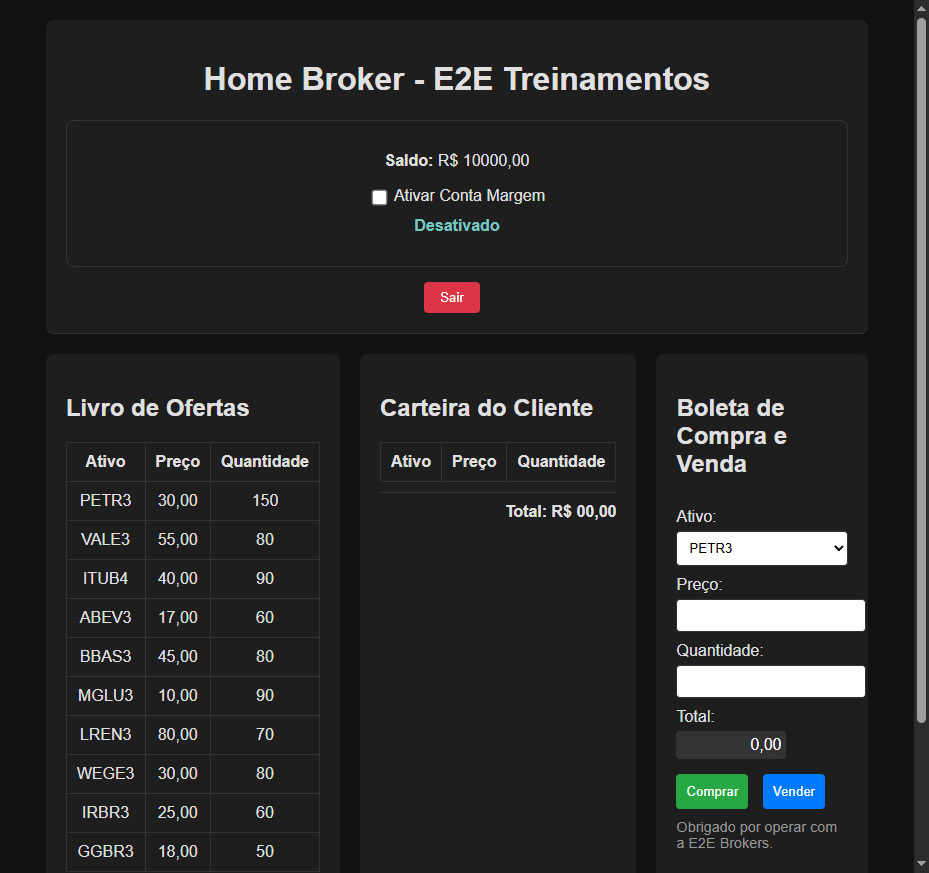 Home Broker - E2E Treinamentos
Saldo: R$ 10000,00
Ativar Conta Margem
Desativado
Sair
Livro de Ofertas
Ativo Preço Quantidade
PETR3 30,00 150
VALE3 55,00 80
ITUB4 40,00 90
ABEV3 17,00 60
BBAS3 45,00 80
MGLU3 10,00 90
LREN3 80,00 70
WEGE3 30,00 80
IRBR3 25,00 60
GGBR3 18,00 50
Carteira do Cliente
Ativo Preço Quantidade
Total: R$ 00,00
Boleta de
Compra e
Venda
Ativo:
PETR3
Preço:
Quantidade:
Total:
0,00
Comprar Vender
Obrigado por operar com
a E2E Brokers.